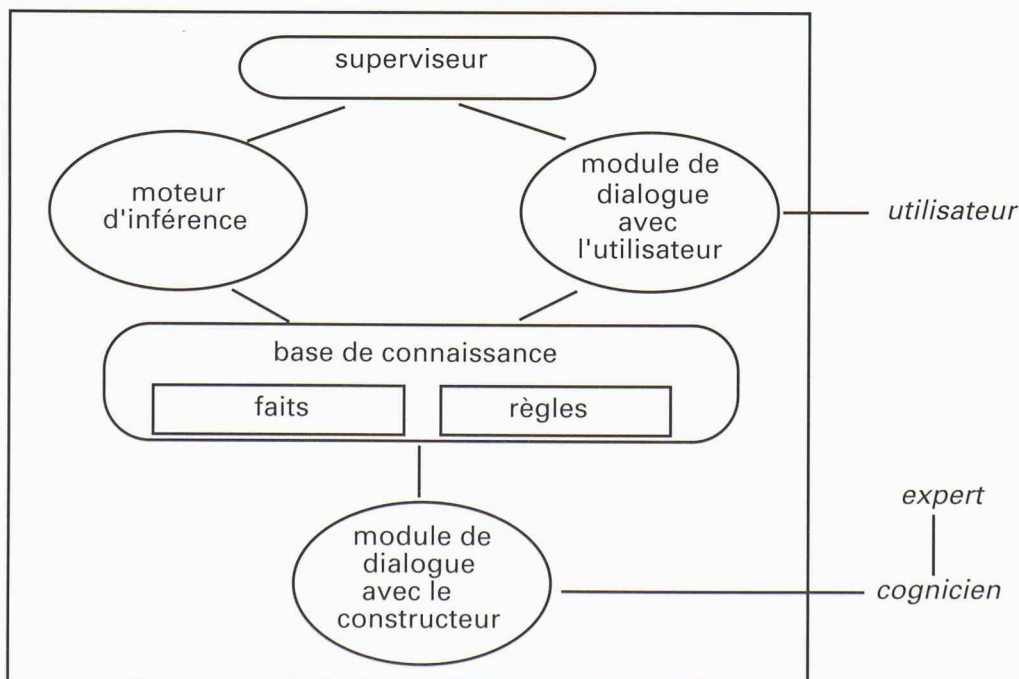 superviseur
moteur
d'inférence
module de
dialogue
avec
l'utilisateur
utilisateur
base de connaissance
faits
règles
expert
module de
dialogue
avec le
constructeur
cognicien